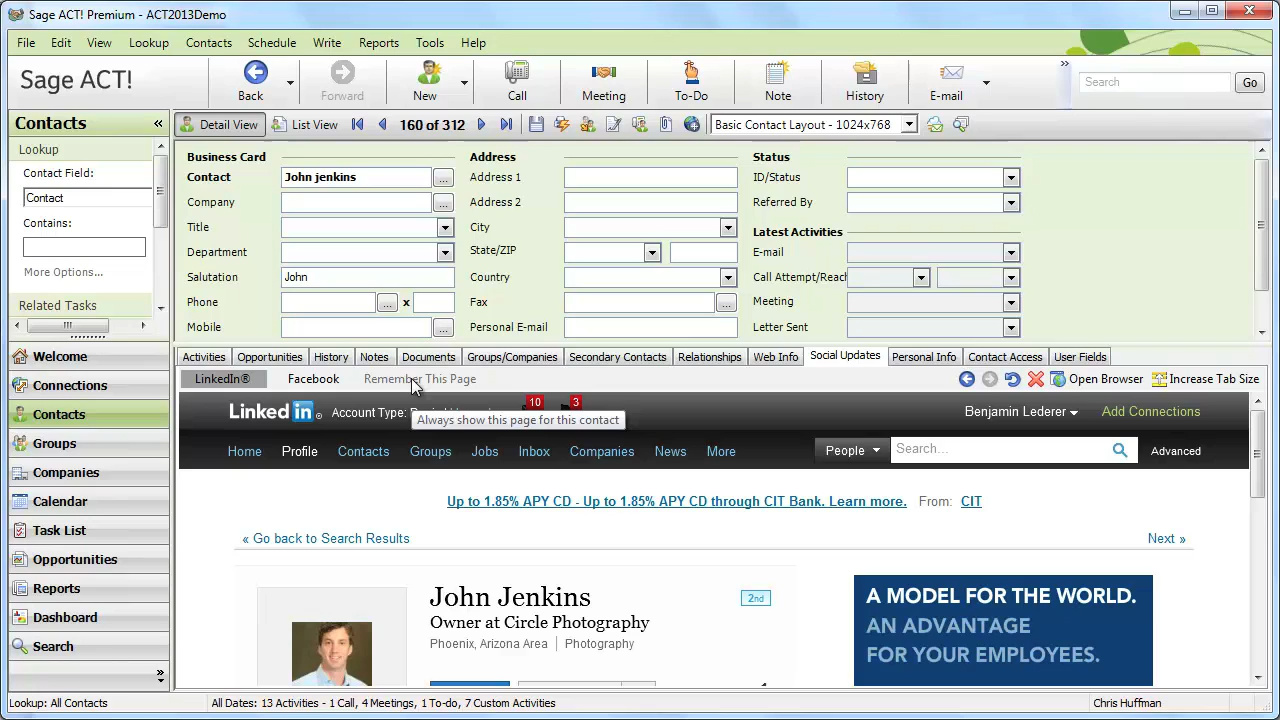 Sage ACT! Premium - ACT2013Demo
File Edit View Lookup Contacts Schedule Write Reports Tools Help
Sage ACT! Back Forward New Call Meeting To-Do Note History E-mail » Search Go
Contacts «
Detail View List View 160 of 312 Basic Contact Layout - 1024x768
Lookup
Contact Field:
Contact
Contains:
More Options...
Related Tasks
Welcome
Connections
Contacts
Groups
Companies
Calendar
Task List
Opportunities
Reports
Dashboard
Search
»
Business Card Address Status
Contact John jenkins ... Address 1 ID/Status
Company ... Address 2 Referred By
Title City Latest Activities
Department State/ZIP E-mail
Salutation John Country Call Attempt/Reach
Phone ... x Fax ... Meeting
Mobile ... Personal E-mail Letter Sent
Activities Opportunities History Notes Documents Groups/Companies Secondary Contacts Relationships Web Info Social Updates Personal Info Contact Access User Fields
LinkedIn® Facebook Remember This Page Open Browser Increase Tab Size
Linked in® Account Type: 10 3 Benjamin Lederer Add Connections
Always show this page for this contact
Home Profile Contacts Groups Jobs Inbox Companies News More People Search... Advanced
Up to 1.85% APY CD - Up to 1.85% APY CD through CIT Bank. Learn more. From: CIT
« Go back to Search Results Next »
John Jenkins 2nd
Owner at Circle Photography
Phoenix, Arizona Area | Photography
A MODEL FOR THE WORLD.
AN ADVANTAGE
FOR YOUR EMPLOYEES.
Lookup: All Contacts All Dates: 13 Activities - 1 Call, 4 Meetings, 1 To-do, 7 Custom Activities Chris Huffman